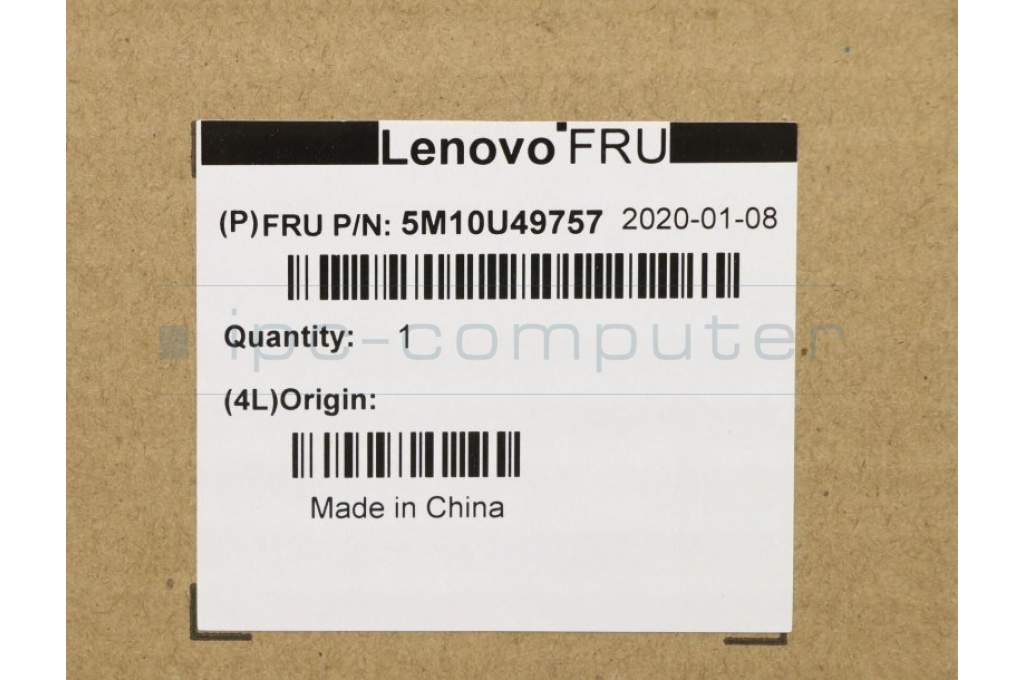 Lenovo FRU
(P)FRU P/N: 5M10U49757 2020-01-08
ipc-computer
Quantity: 1
(4L)Origin:
Made in China